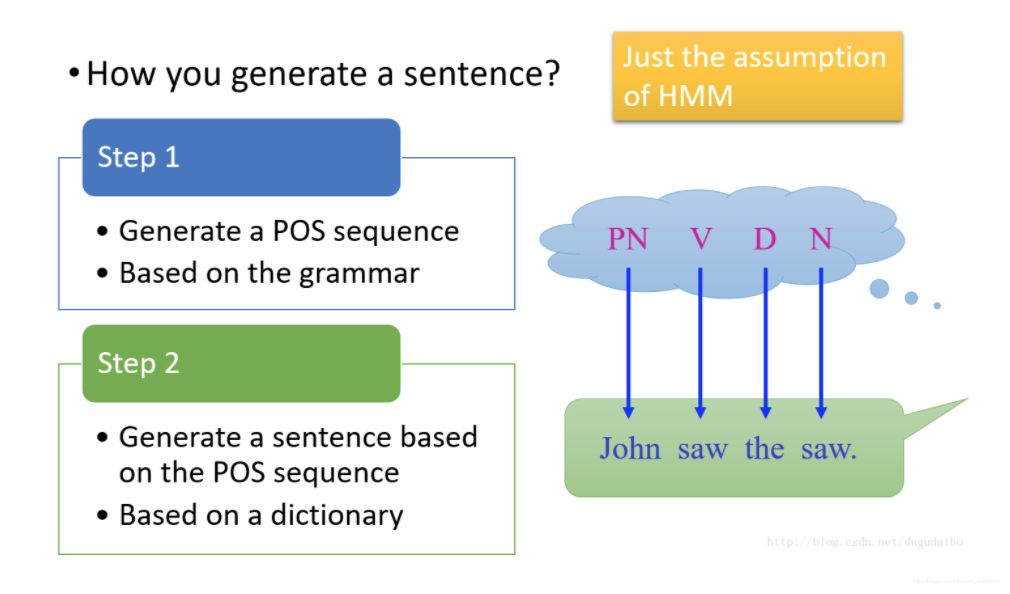 • How you generate a sentence?
Just the assumption
of HMM
Step 1
• Generate a POS sequence
• Based on the grammar
Step 2
• Generate a sentence based
on the POS sequence
• Based on a dictionary
PN V D N
John saw the saw.
http://blog.csdn.net/dugudaibo